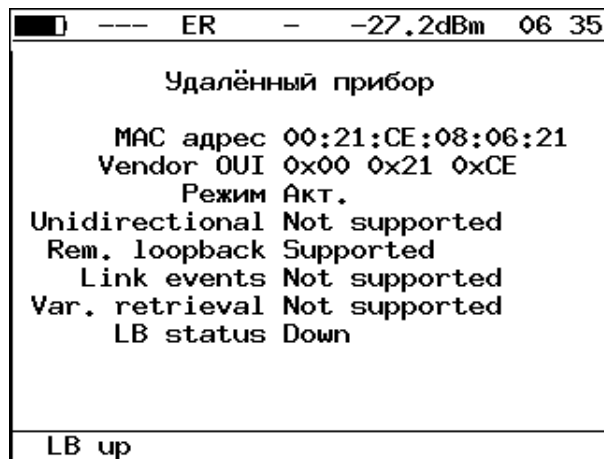 --- ER - -27.2dBm 06 35
Удалённый прибор
MAC адрес 00:21:CE:08:06:21
Vendor OUI 0x00 0x21 0xCE
Режим Акт.
Unidirectional Not supported
Rem. loopback Supported
Link events Not supported
Var. retrieval Not supported
LB status Down
LB up